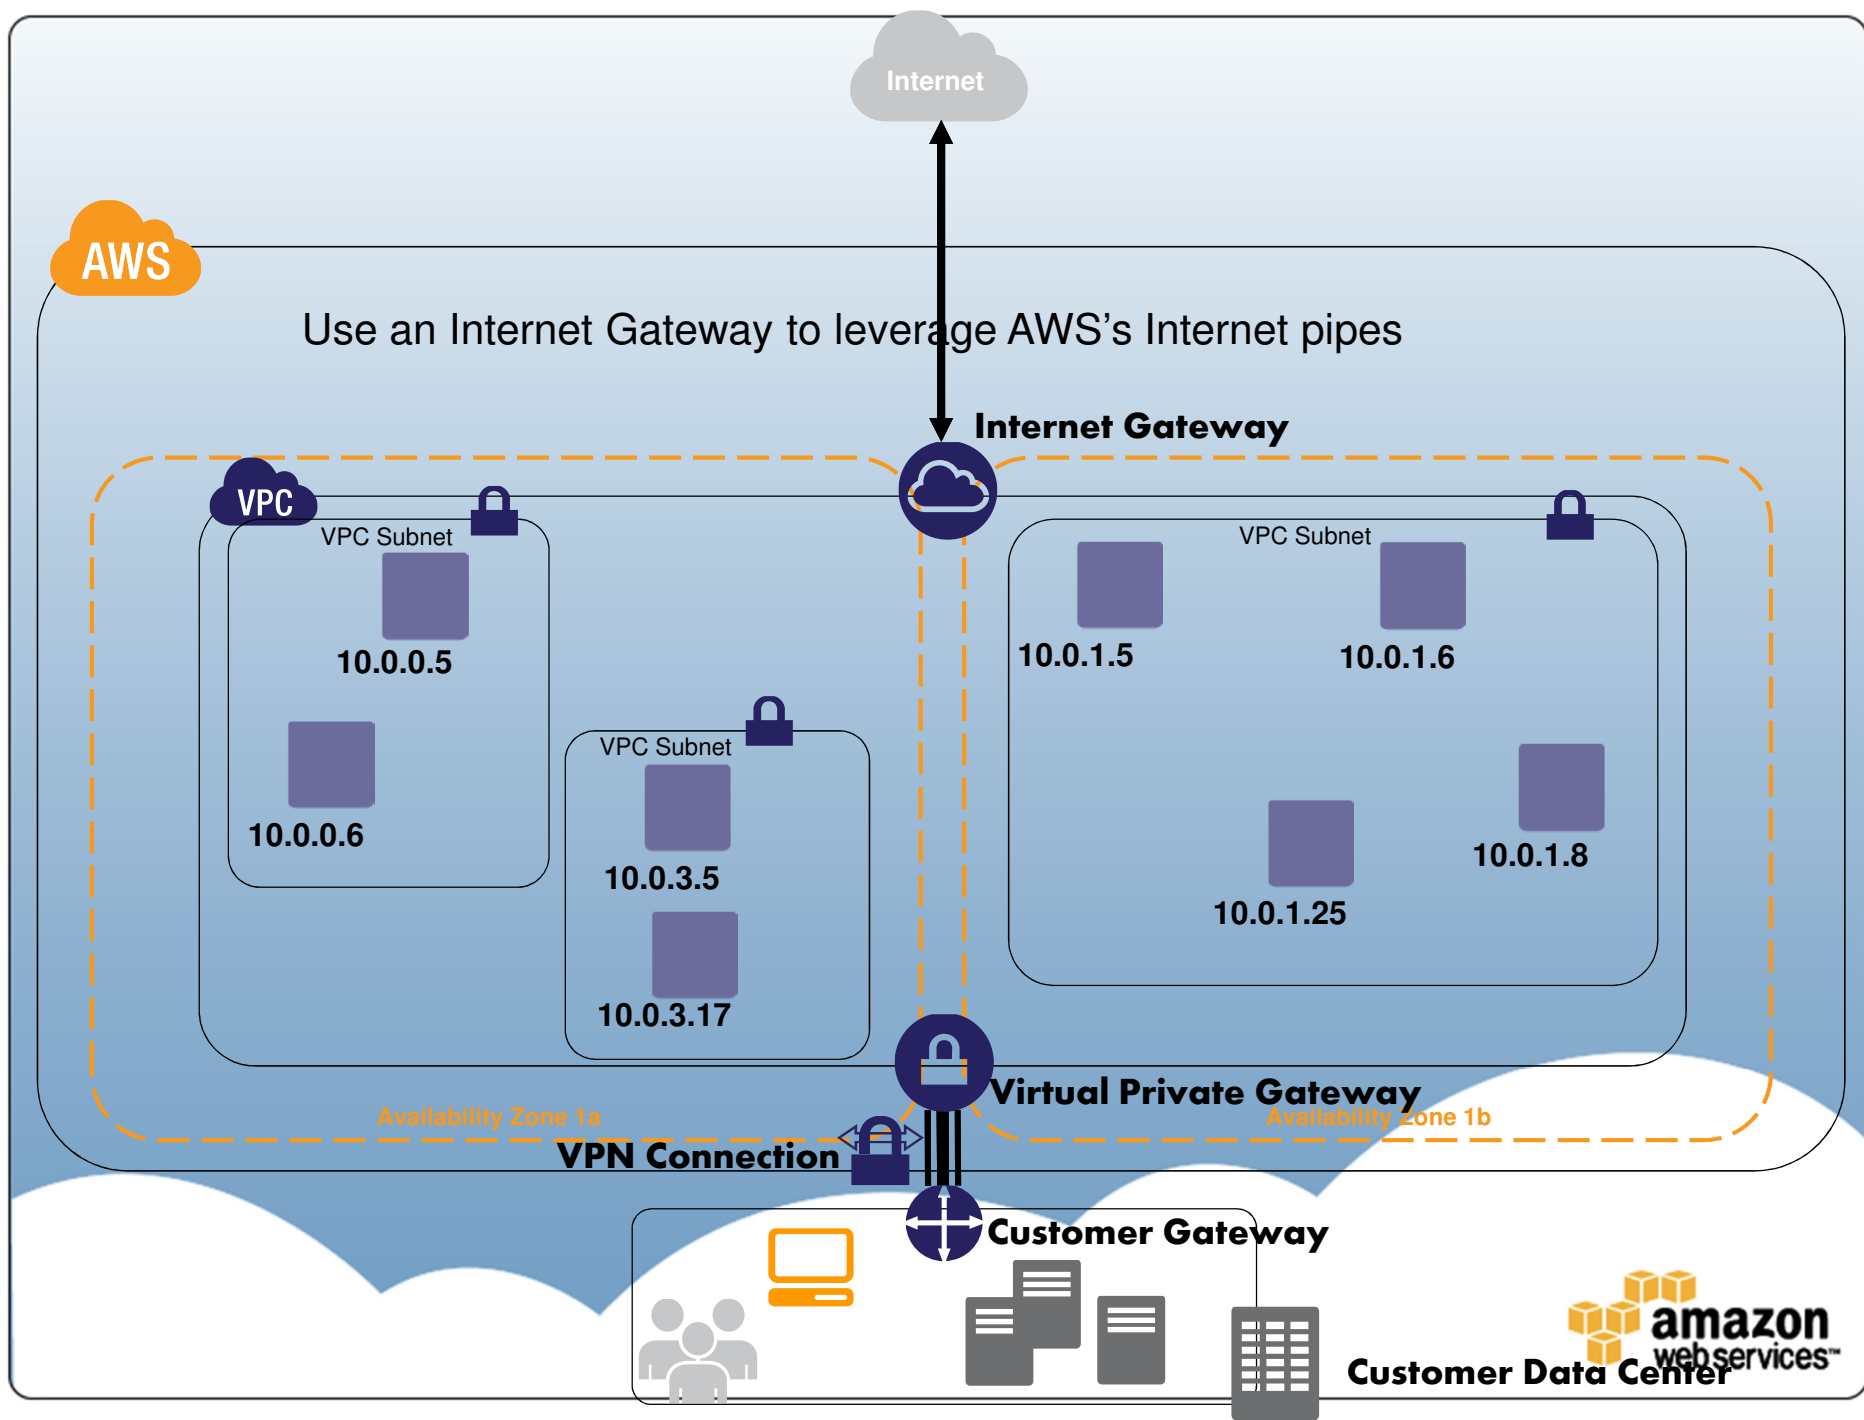 Internet
AWS
Use an Internet Gateway to leverage AWS's Internet pipes
Internet Gateway
VPC
VPC Subnet
10.0.0.5
10.0.0.6
VPC Subnet
10.0.3.5
10.0.3.17
VPC Subnet
10.0.1.5
10.0.1.6
10.0.1.8
10.0.1.25
Virtual Private Gateway
Availability Zone 1a
Availability Zone 1b
VPN Connection
Customer Gateway
Customer Data Center
amazon
webservices™